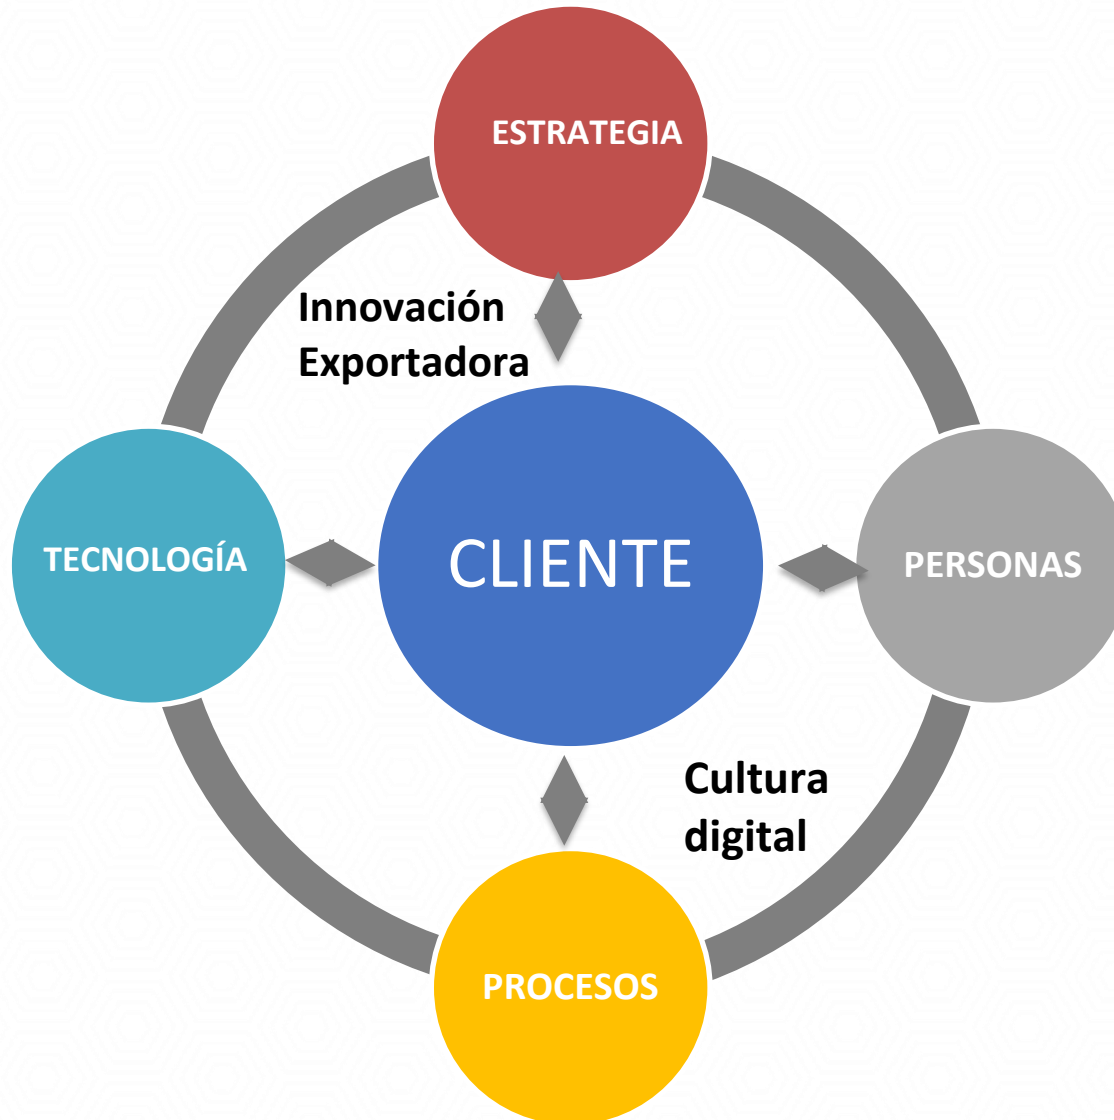 ESTRATEGIA
Innovación
Exportadora
TECNOLOGÍA
CLIENTE
PERSONAS
Cultura
digital
PROCESOS